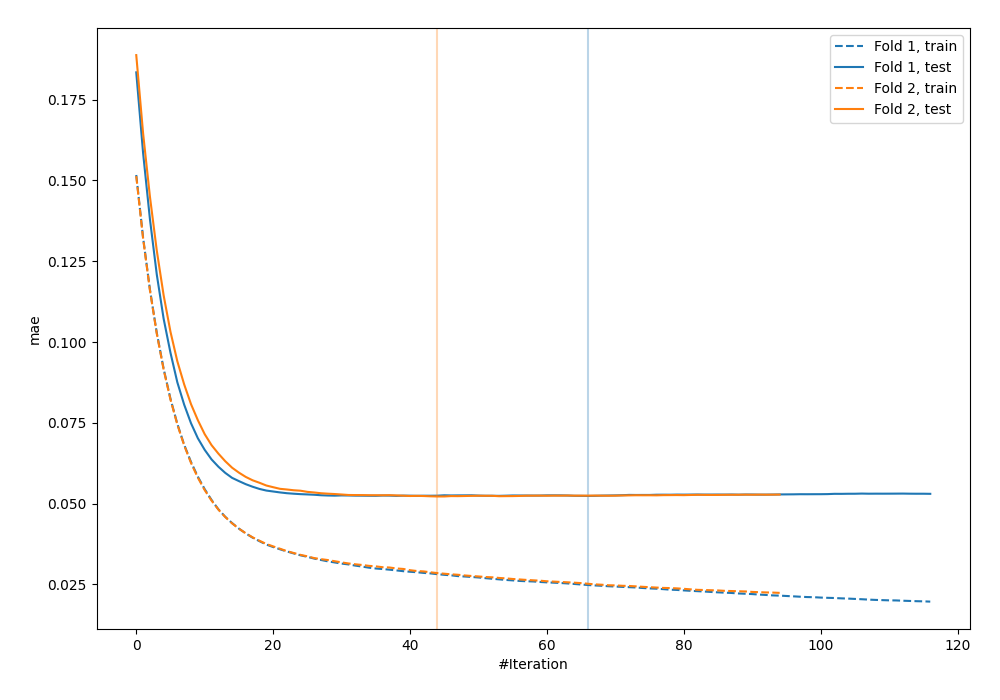 Fold 1, train
Fold 1, test
Fold 2, train
Fold 2, test
0.175
0.150
0.125
0.100
0.075
0.050
0.025
mae
0
20
40
60
80
100
120
#Iteration